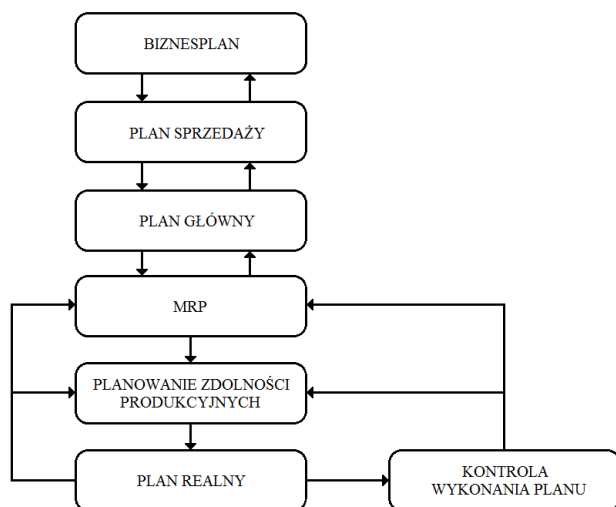 BIZNESPLAN
PLAN SPRZEDAŻY
PLAN GŁÓWNY
MRP
PLANOWANIE ZDOLNOŚCI
PRODUKCYJNYCH
PLAN REALNY
KONTROLA
WYKONANIA PLANU